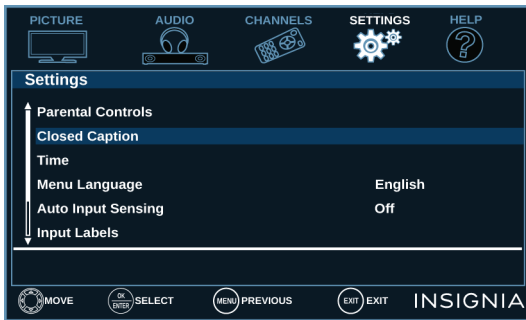 PICTURE AUDIO CHANNELS SETTINGS HELP
Settings
Parental Controls
Closed Caption
Time
Menu Language English
Auto Input Sensing Off
Input Labels
MOVE OK ENTER SELECT MENU PREVIOUS EXIT EXIT INSIGNIA